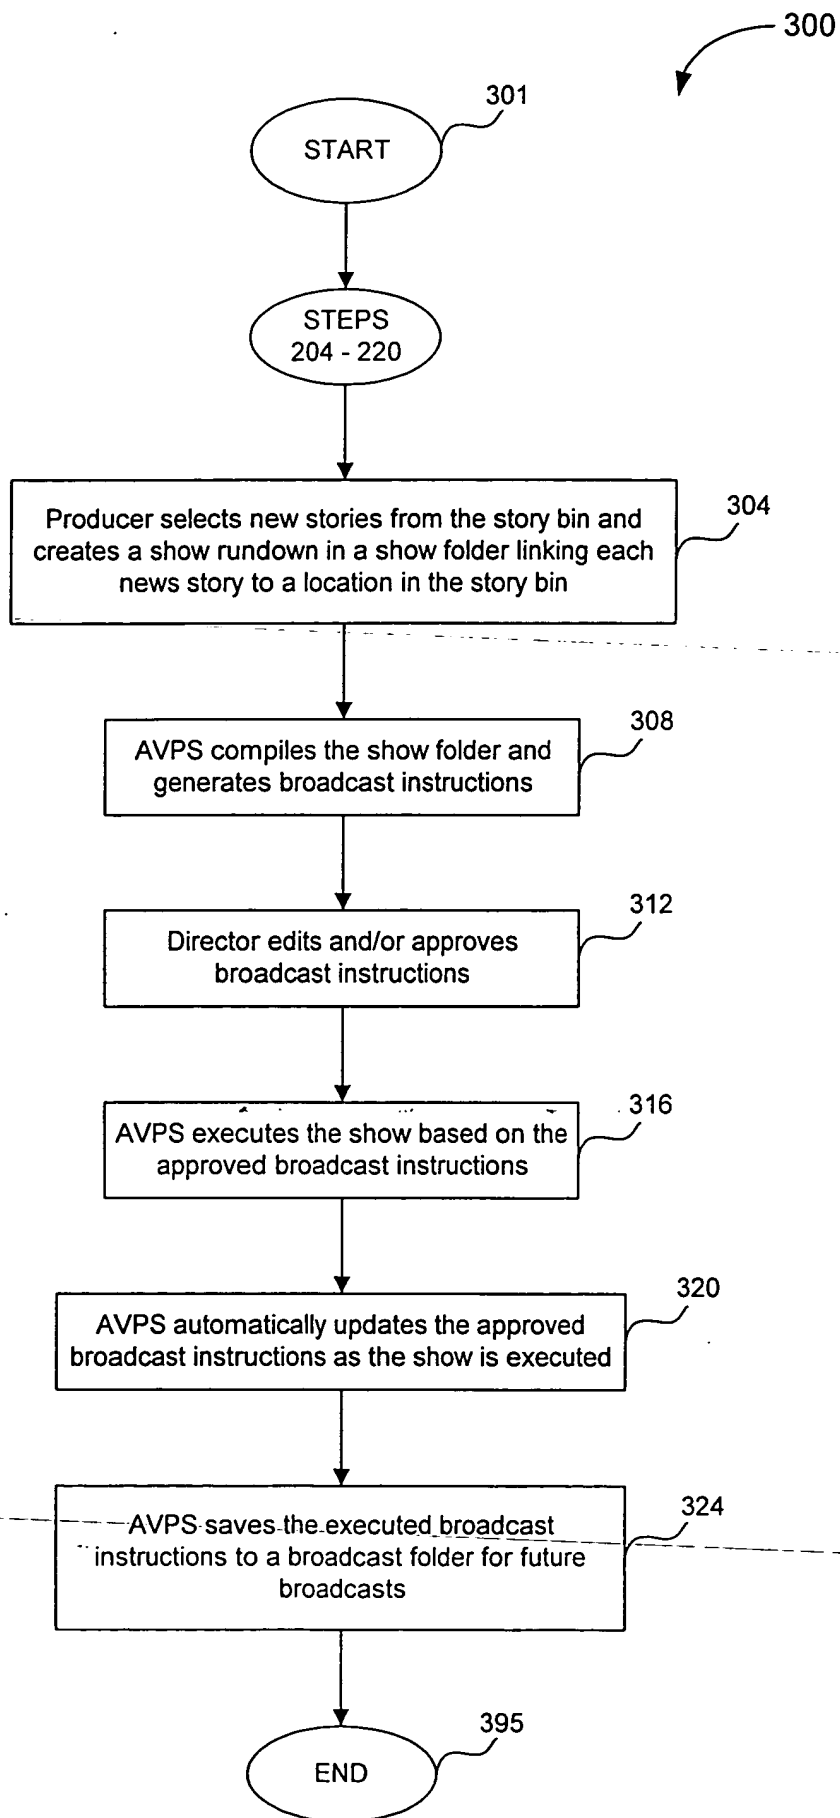 300
301
START
STEPS
204 - 220
304
Producer selects new stories from the story bin and
creates a show rundown in a show folder linking each
news story to a location in the story bin
308
AVPS compiles the show folder and
generates broadcast instructions
312
Director edits and/or approves
broadcast instructions
316
AVPS executes the show based on the
approved broadcast instructions
320
AVPS automatically updates the approved
broadcast instructions as the show is executed
324
AVPS saves the executed broadcast
instructions to a broadcast folder for future
broadcasts
395
END